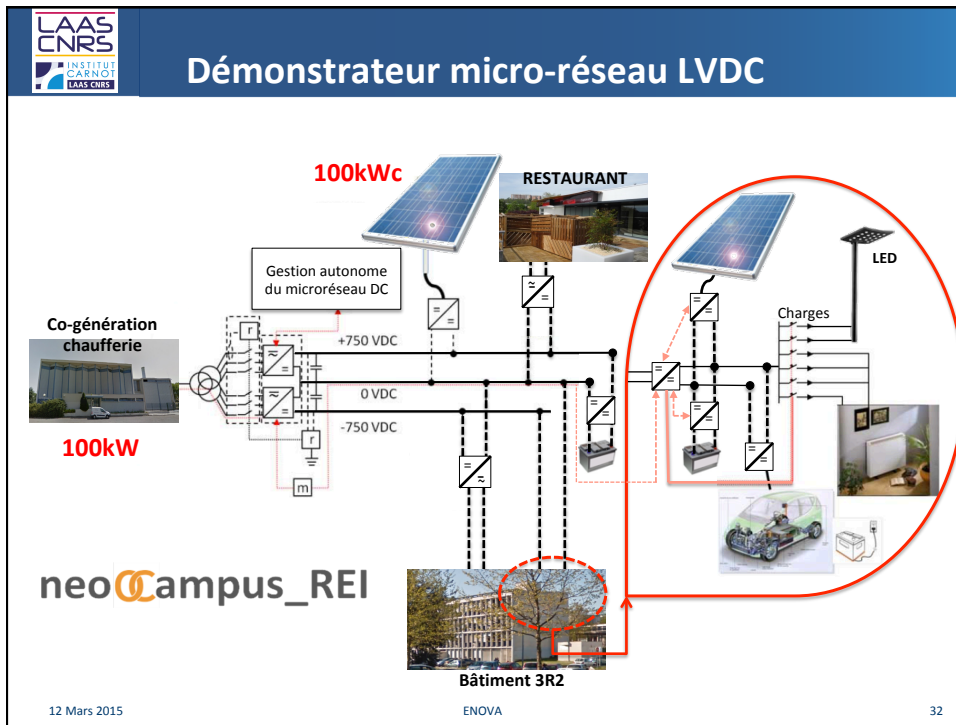 LAAS
CNRS
INSTITUT
CARNOT
LAAS CNRS
Démonstrateur micro-réseau LVDC
100kWc
RESTAURANT
LED
Gestion autonome
du microréseau DC
Charges
Co-génération
chaufferie
r
+750 VDC
0 VDC
-750 VDC
r
100kW
m
neoCampus_REI
Bâtiment 3R2
12 Mars 2015
ENOVA
32